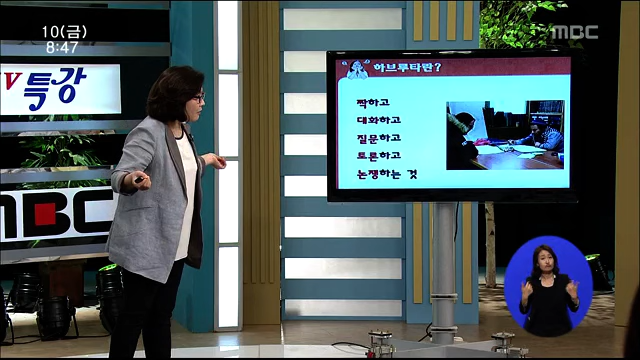 10(금)
8:47
MBC
TV 특강
MBC
하브루타란?
짝하고
대화하고
질문하고
토론하고
논쟁하는 것